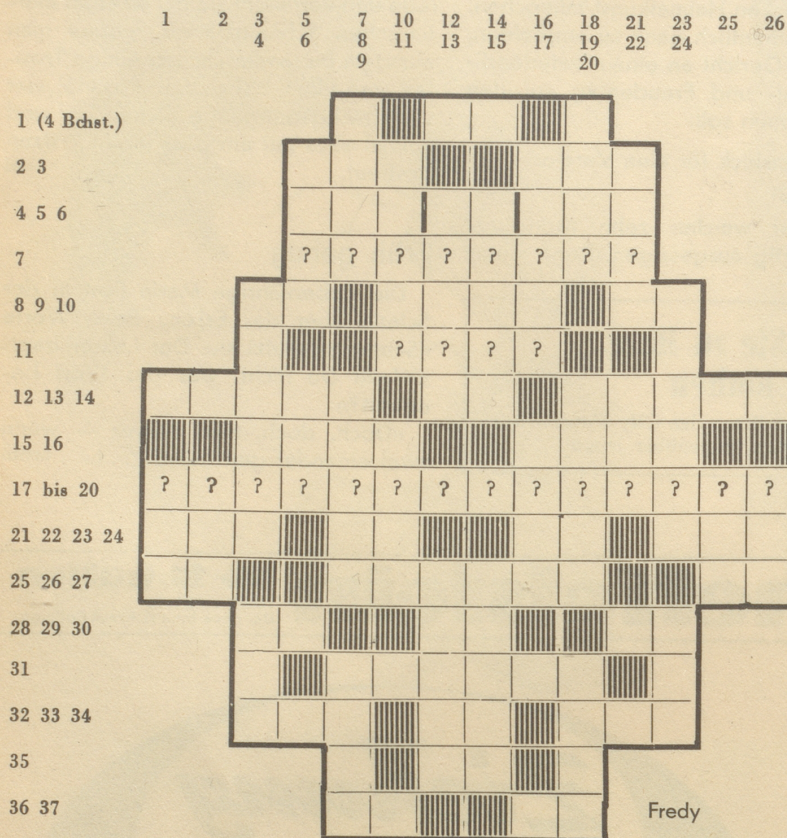 1 2 3 5 7 10 12 14 16 18 21 23 25 26
4 6 8 11 13 15 17 19 22 24
9 20
1 (4 Bchst.)
2 3
4 5 6
7 ? ? ? ? ? ? ? ?
8 9 10
11 ? ? ? ?
12 13 14
15 16
17 bis 20 ? ? ? ? ? ? ? ? ? ? ? ? ? ?
21 22 23 24
25 26 27
28 29 30
31
32 33 34
35
36 37 Fredy